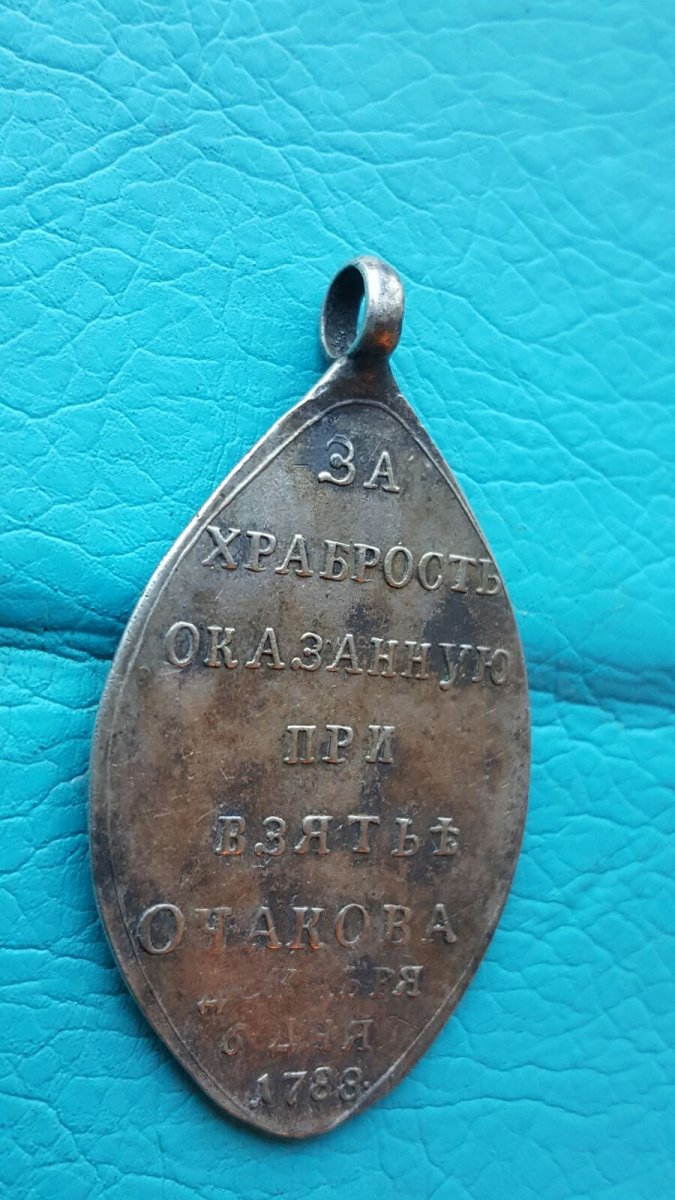 ЗА
ХРАБРОСТЬ
ОКАЗАННУЮ
ПРИ
ВЗЯТЬѢ
ОЧАКОВА
6 ДНЯ
1788.